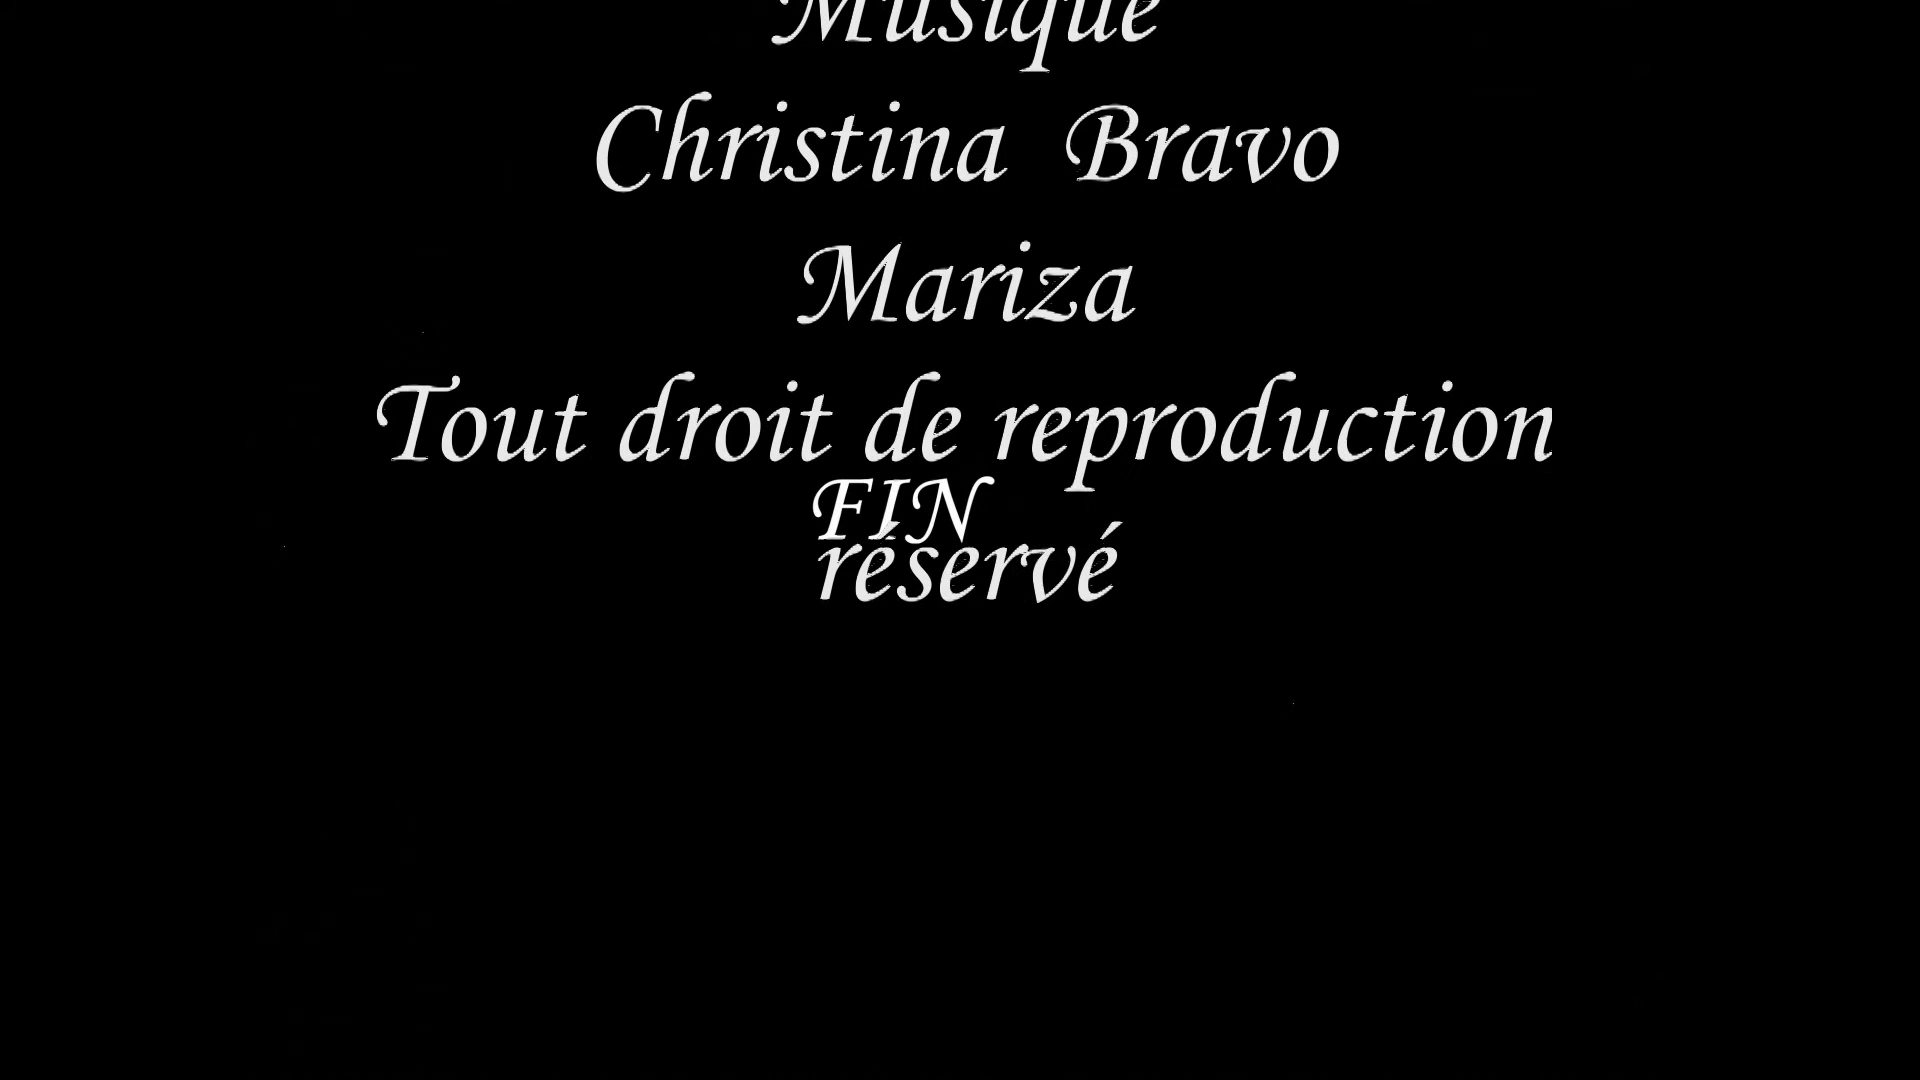 Musique
Christina Bravo
Mariza
Tout droit de reproduction
FIN
réservé